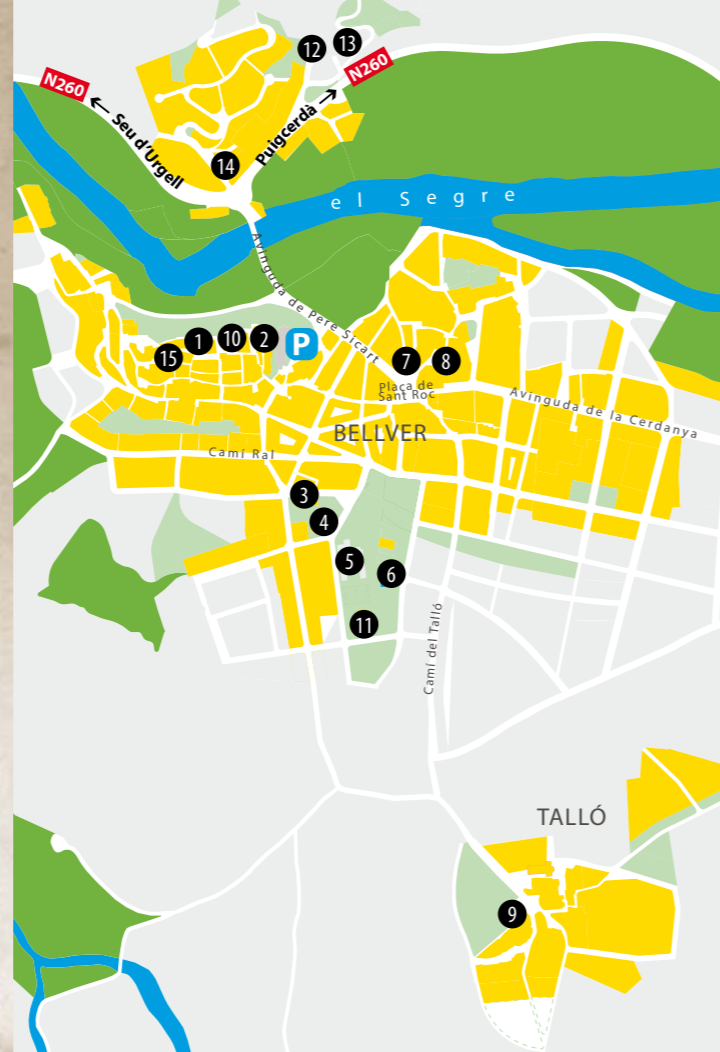 12
13
N260
N260
← Seu d'Urgell
Puigcerdà →
14
el Segre
Avinguda de Pere Sicart
15
1
10
2
P
7
8
Plaça de
Sant Roc
Avinguda de la Cerdanya
BELLVER
Camí Ral
3
4
5
6
11
Camí del Talló
TALLÓ
9